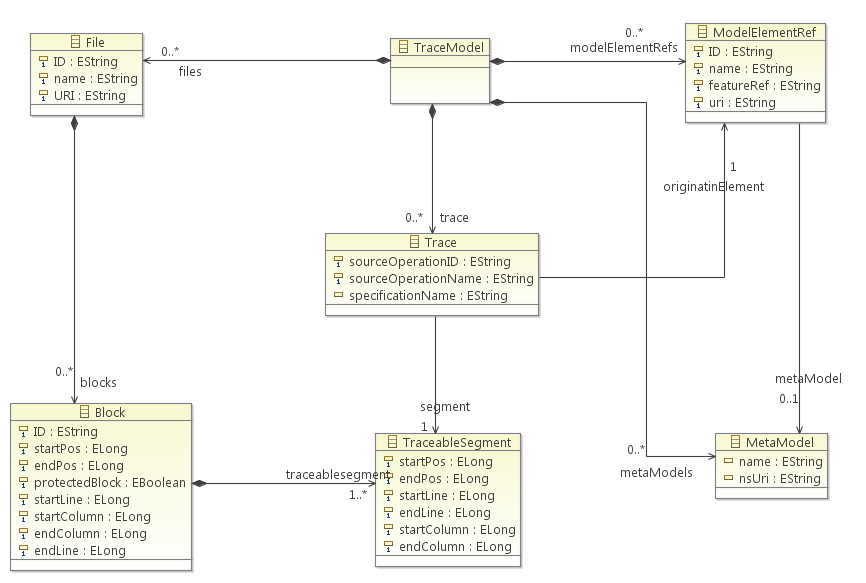 File
ID : EString
name : EString
URI : EString
0..*
files
TraceModel
0..*
modelElementRefs
ModelElementRef
ID : EString
name : EString
featureRef : EString
uri : EString
1
originatinElement
0..*
trace
Trace
sourceOperationID : EString
sourceOperationName : EString
specificationName : EString
0..*
blocks
segment
1
metaModel
0..1
Block
ID : EString
startPos : ELong
endPos : ELong
protectedBlock : EBoolean
startLine : ELong
startColumn : ELong
endColumn : ELong
endLine : ELong
traceablesegment
1..*
TraceableSegment
startPos : ELong
endPos : ELong
startLine : ELong
endLine : ELong
startColumn : ELong
endColumn : ELong
0..*
metaModels
MetaModel
name : EString
nsUri : EString